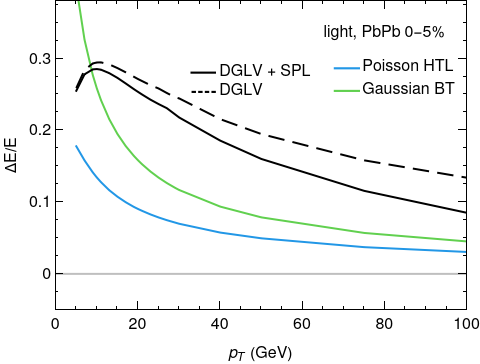 light, PbPb 0−5%
DGLV + SPL
DGLV
Poisson HTL
Gaussian BT
ΔE/E
0.3
0.2
0.1
0
0 20 40 60 80 100
p_T (GeV)